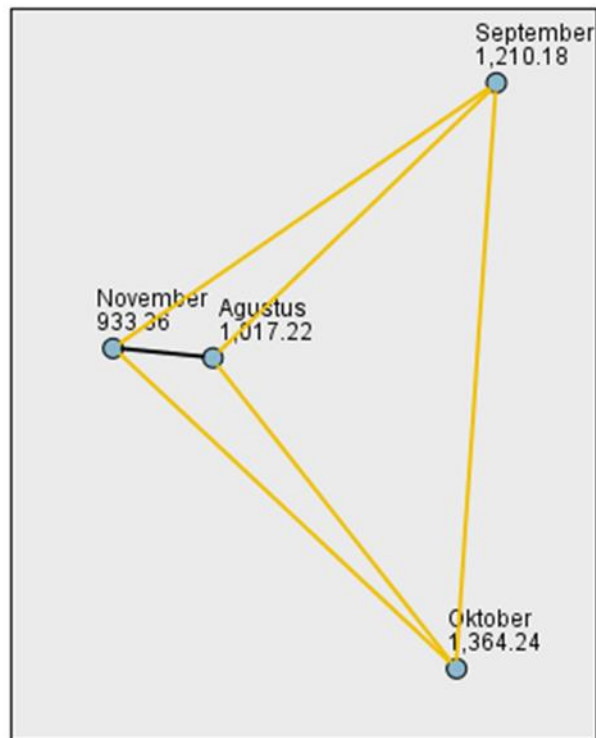 September
1,210.18
November
933.36
Agustus
1,017.22
Oktober
1,364.24